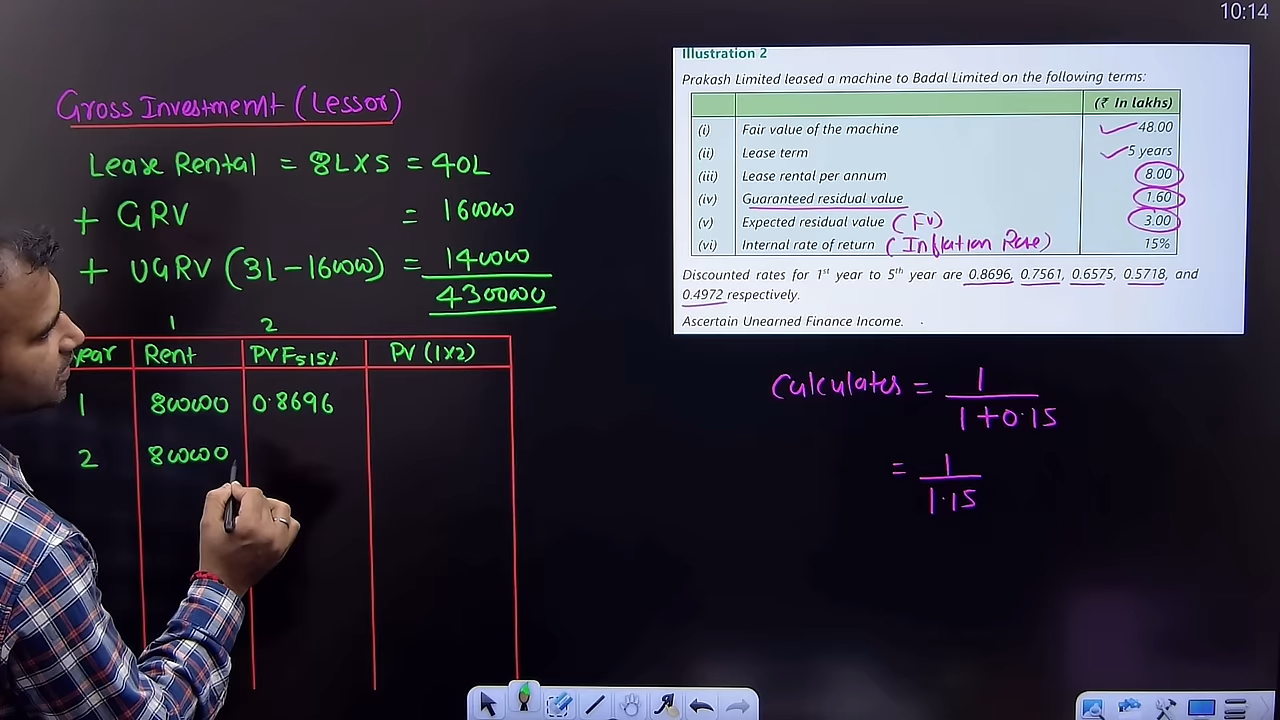 10:14
Gross Investment (Lessor)
Lease Rental = 8L×5 = 40L
+ GRV = 160000
+ UGRV (3L-160000) = 140000
4300000
1 2
year Rent PVF515% PV (1×2)
1 800000 0.8696
2 800000
Illustration 2
Prakash Limited leased a machine to Badal Limited on the following terms:
(₹ In lakhs)
(i) Fair value of the machine 48.00
(ii) Lease term 5 years
(iii) Lease rental per annum 8.00
(iv) Guaranteed residual value 1.60
(v) Expected residual value (FV) 3.00
(vi) Internal rate of return (Inflation Rate) 15%
Discounted rates for 1st year to 5th year are 0.8696, 0.7561, 0.6575, 0.5718, and
0.4972 respectively.
Ascertain Unearned Finance Income.
Calculates = 1
1+0.15
= 1
1.15